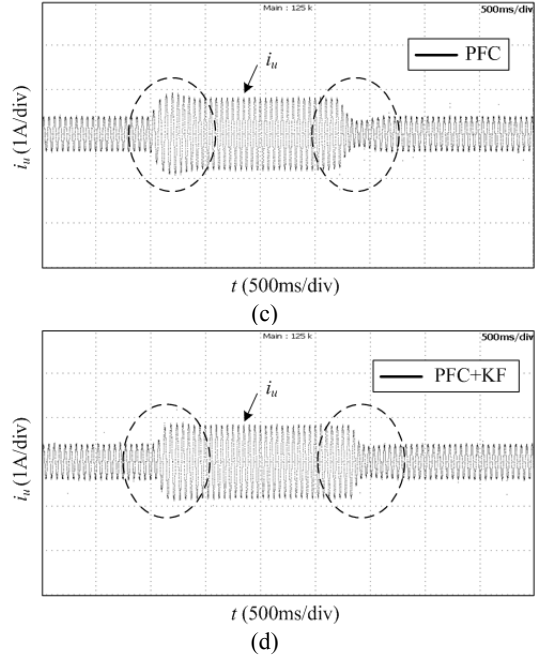 Main : 125 k
500ms/div
PFC
i_u
i_u (1A/div)
t (500ms/div)
(c)
Main : 125 k
500ms/div
PFC+KF
i_u
i_u (1A/div)
t (500ms/div)
(d)